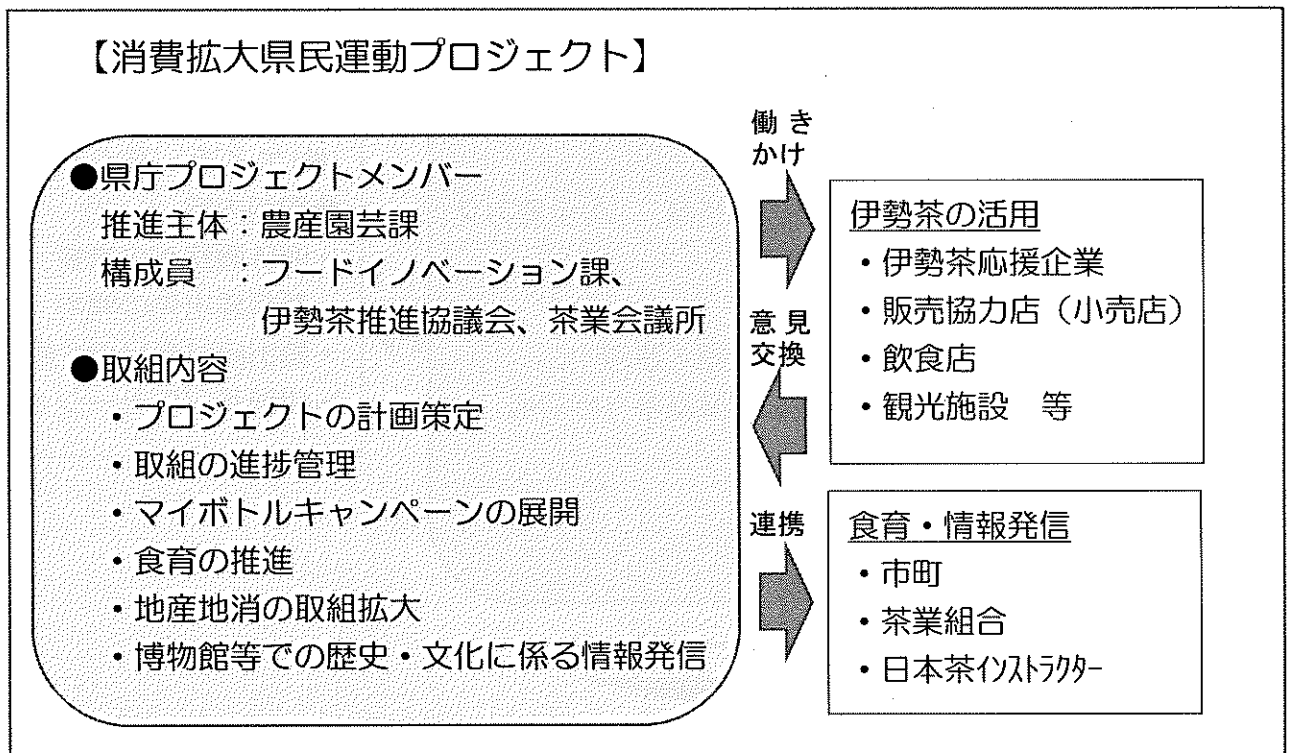 【消費拡大県民運動プロジェクト】
●県庁プロジェクトメンバー
推進主体：農産園芸課
構成員　：フードイノベーション課、
伊勢茶推進協議会、茶業会議所
●取組内容
・プロジェクトの計画策定
・取組の進捗管理
・マイボトルキャンペーンの展開
・食育の推進
・地産地消の取組拡大
・博物館等での歴史・文化に係る情報発信
働き
かけ
意見
交換
連携
伊勢茶の活用
・伊勢茶応援企業
・販売協力店（小売店）
・飲食店
・観光施設　等
食育・情報発信
・市町
・茶業組合
・日本茶ｲﾝｽﾄﾗｸﾀｰ